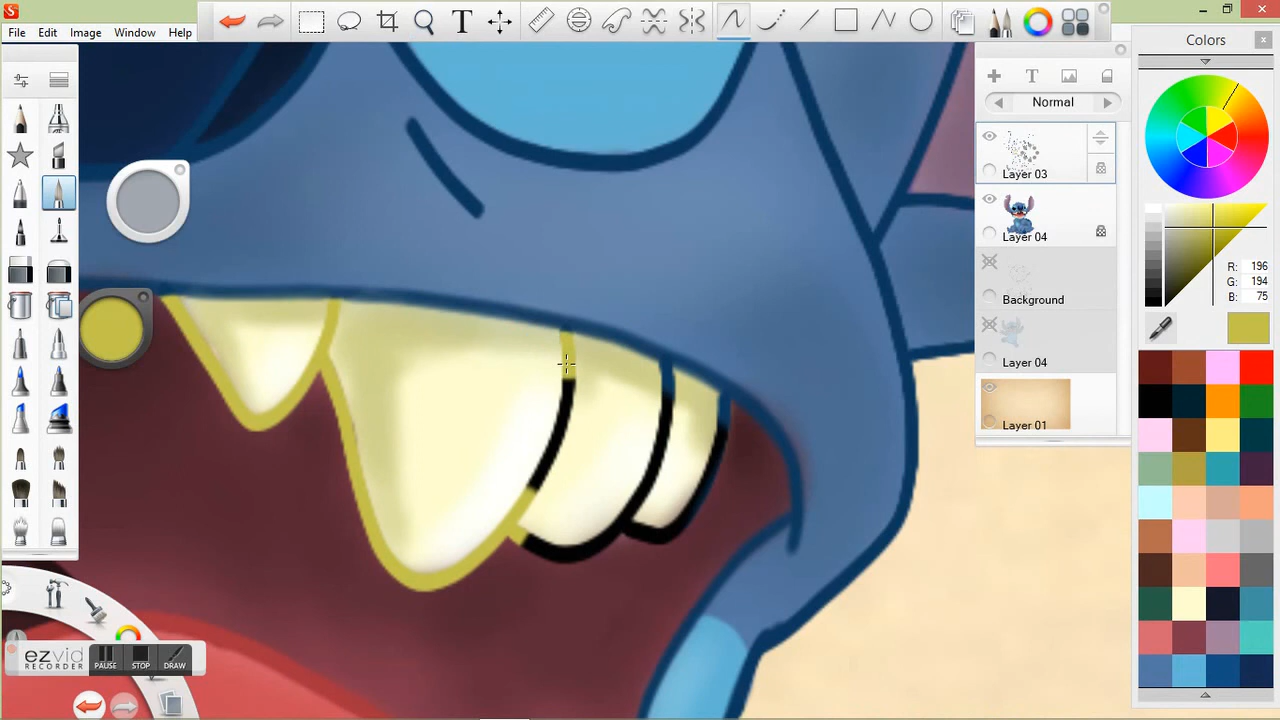 S
File Edit Image Window Help
T
Colors
T
Normal
Layer 03
Layer 04
Background
Layer 04
Layer 01
R: 196
G: 194
B: 75
ezvid
RECORDER
PAUSE STOP DRAW